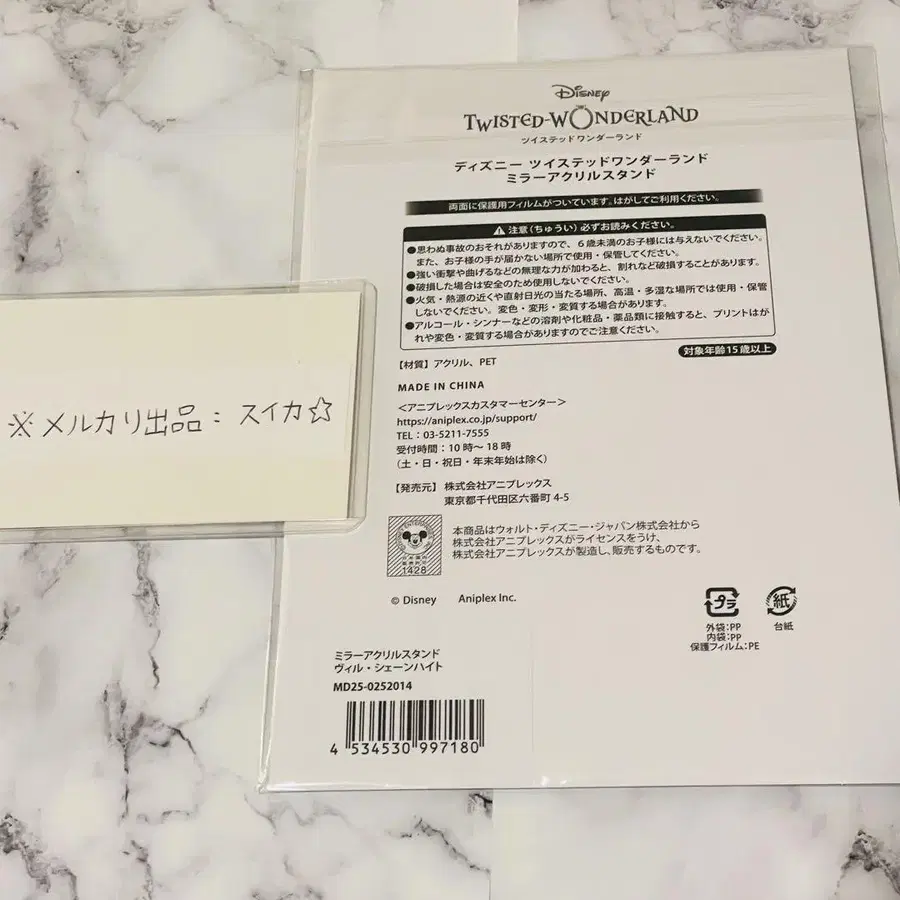 Disney
TWISTED-WONDERLAND
ツイステッドワンダーランド
ディズニー ツイステッドワンダーランド
ミラーアクリルスタンド
両面に保護用フィルムがついています。はがしてご利用ください。
⚠ 注意（ちゅうい）必ずお読みください。
●思わぬ事故のおそれがありますので、６歳未満のお子様には与えないでください。
また、お子様の手が届かない場所で使用・保管してください。
●強い衝撃や曲げるなどの無理な力が加わると、割れなど破損することがあります。
●破損した場合は安全のため使用しないでください。
●火気・熱源の近くや直射日光の当たる場所、高温・多湿な場所では使用・保管
しないでください。変色・変形・変質する場合があります。
●アルコール・シンナーなどの溶剤や化粧品・薬品類に接触すると、プリントはが
れや変色・変質する場合がありますのでご注意ください。
対象年齢15歳以上
【材質】アクリル、PET
MADE IN CHINA
＜アニプレックスカスタマーセンター＞
https://aniplex.co.jp/support/
TEL：03-5211-7555
受付時間：10時〜18時
（土・日・祝日・年末年始は除く）
※メルカリ出品：スイカ☆
【発売元】株式会社アニプレックス
東京都千代田区六番町 4-5
本商品はウォルト・ディズニー・ジャパン株式会社から
株式会社アニプレックスがライセンスをうけ、
株式会社アニプレックスが製造し、販売するものです。
1428
© Disney Aniplex Inc.
プラ
外袋：PP
内袋：PP
保護フィルム：PE
紙
台紙
ミラーアクリルスタンド
ヴィル・シェーンハイト
MD25-0252014
4 534530 997180